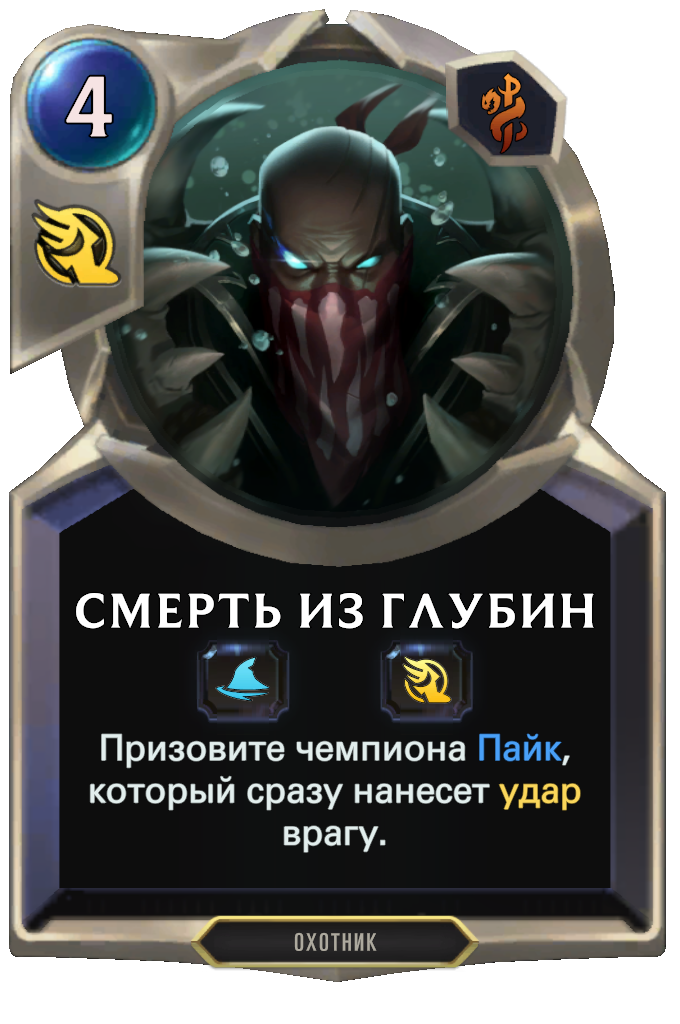 4
СМЕРТЬ ИЗ ГЛУБИН
Призовите чемпиона Пайк,
который сразу нанесет удар
врагу.
ОХОТНИК